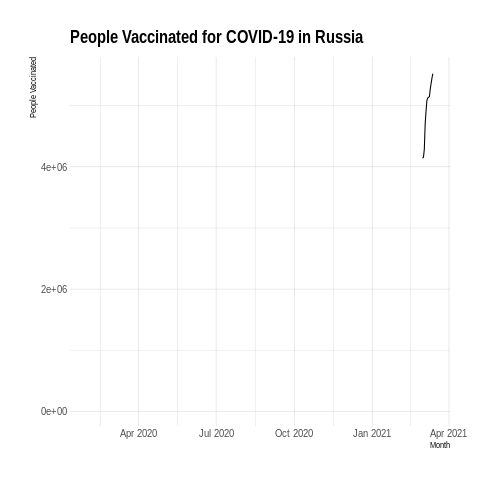 People Vaccinated for COVID-19 in Russia
People Vaccinated
4e+06
2e+06
0e+00
Apr 2020 Jul 2020 Oct 2020 Jan 2021 Apr 2021
Month